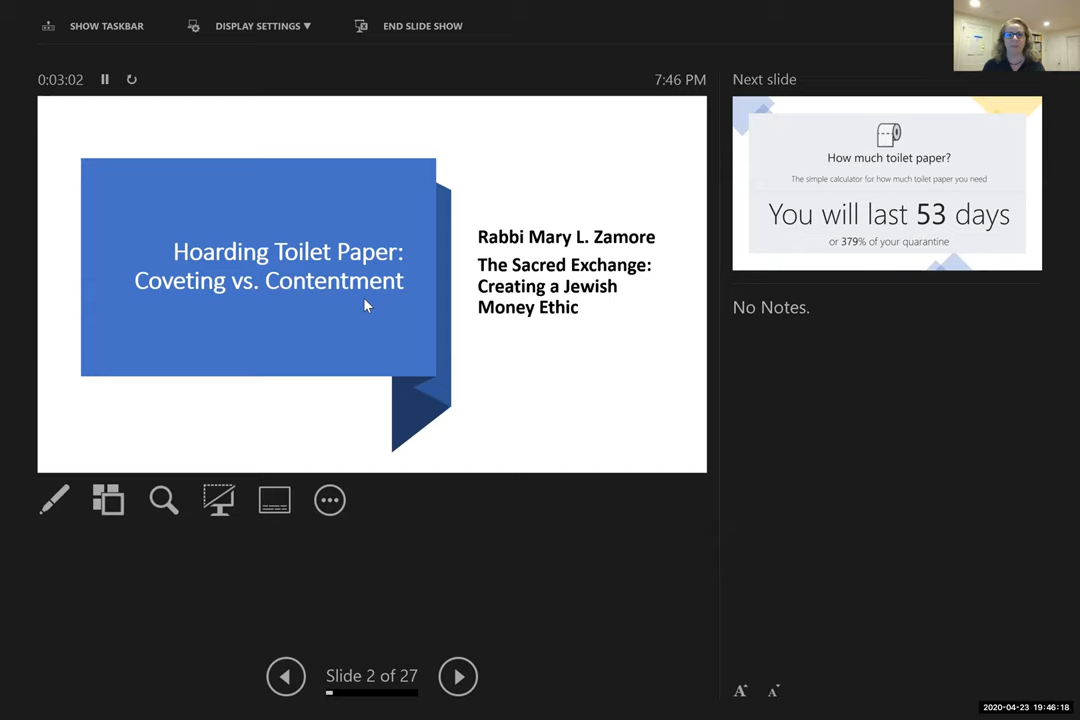 SHOW TASKBAR
DISPLAY SETTINGS ▼
END SLIDE SHOW
0:03:02
7:46 PM
Next slide
Hoarding Toilet Paper:
Coveting vs. Contentment
Rabbi Mary L. Zamore
The Sacred Exchange:
Creating a Jewish
Money Ethic
How much toilet paper?
The simple calculator for how much toilet paper you need
You will last 53 days
or 379% of your quarantine
No Notes.
Slide 2 of 27
A A
2020-04-23 19:46:18